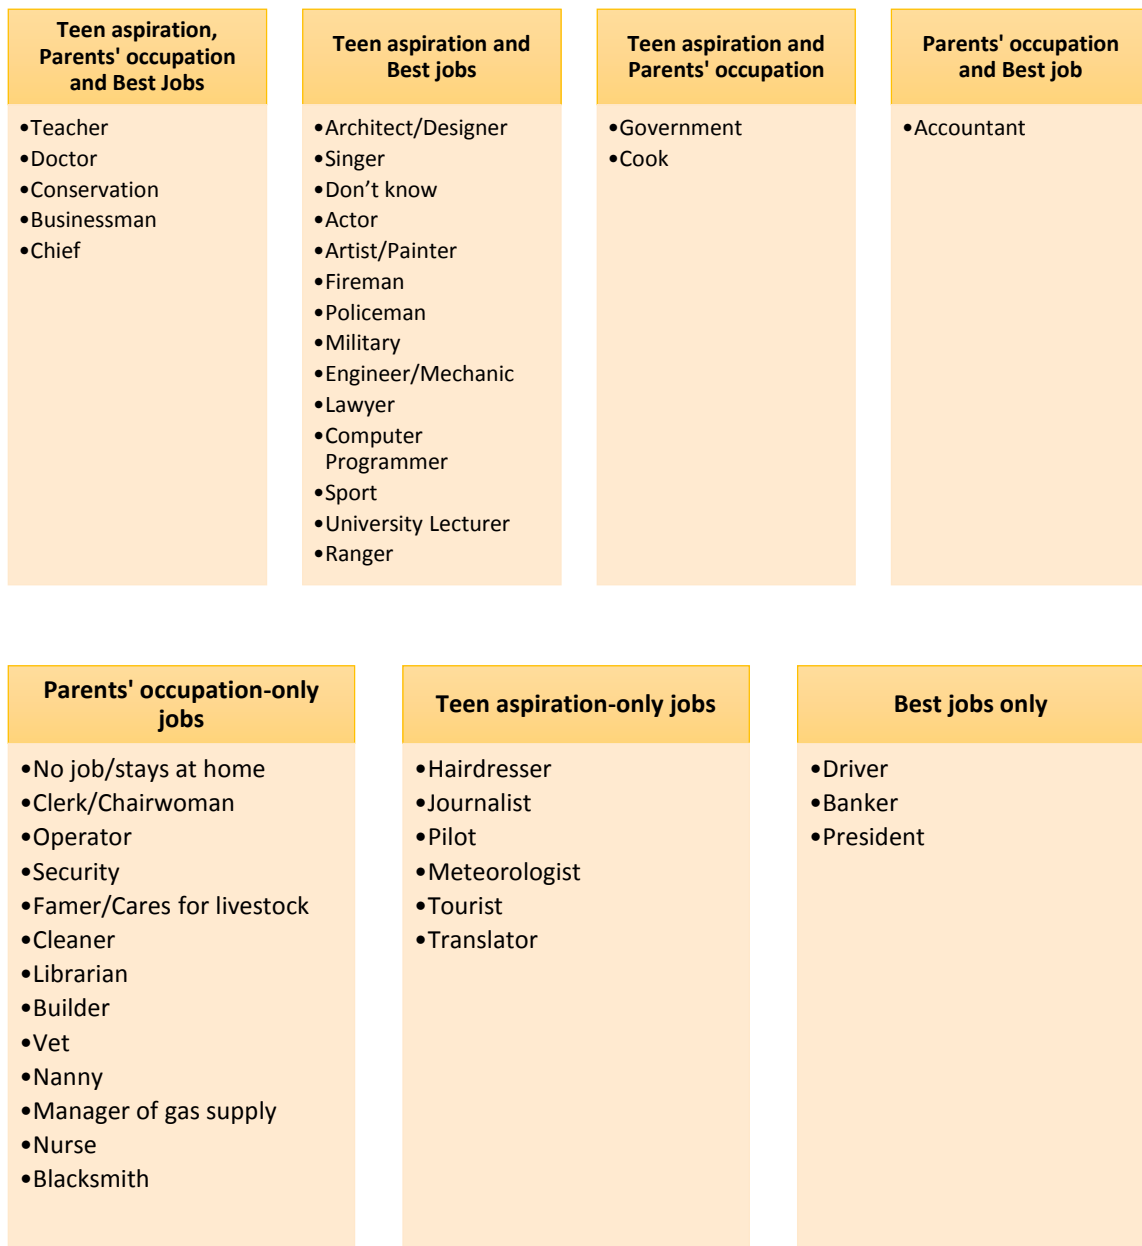 Teen aspiration,
Parents' occupation
and Best Jobs
•Teacher
•Doctor
•Conservation
•Businessman
•Chief
Teen aspiration and
Best jobs
•Architect/Designer
•Singer
•Don’t know
•Actor
•Artist/Painter
•Fireman
•Policeman
•Military
•Engineer/Mechanic
•Lawyer
•Computer
Programmer
•Sport
•University Lecturer
•Ranger
Teen aspiration and
Parents' occupation
•Government
•Cook
Parents' occupation
and Best job
•Accountant
Parents' occupation-only
jobs
•No job/stays at home
•Clerk/Chairwoman
•Operator
•Security
•Famer/Cares for livestock
•Cleaner
•Librarian
•Builder
•Vet
•Nanny
•Manager of gas supply
•Nurse
•Blacksmith
Teen aspiration-only jobs
•Hairdresser
•Journalist
•Pilot
•Meteorologist
•Tourist
•Translator
Best jobs only
•Driver
•Banker
•President